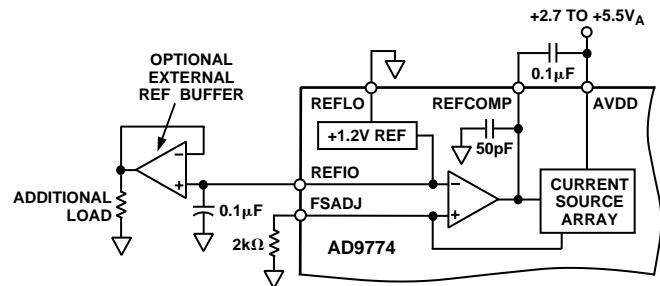 +2.7 TO +5.5VA
OPTIONAL
EXTERNAL
REF BUFFER
0.1µF
REFLO
REFCOMP
AVDD
+1.2V REF
50pF
–
+
REFIO
–
+
FSADJ
CURRENT
SOURCE
ARRAY
ADDITIONAL
LOAD
0.1µF
2kΩ
AD9774